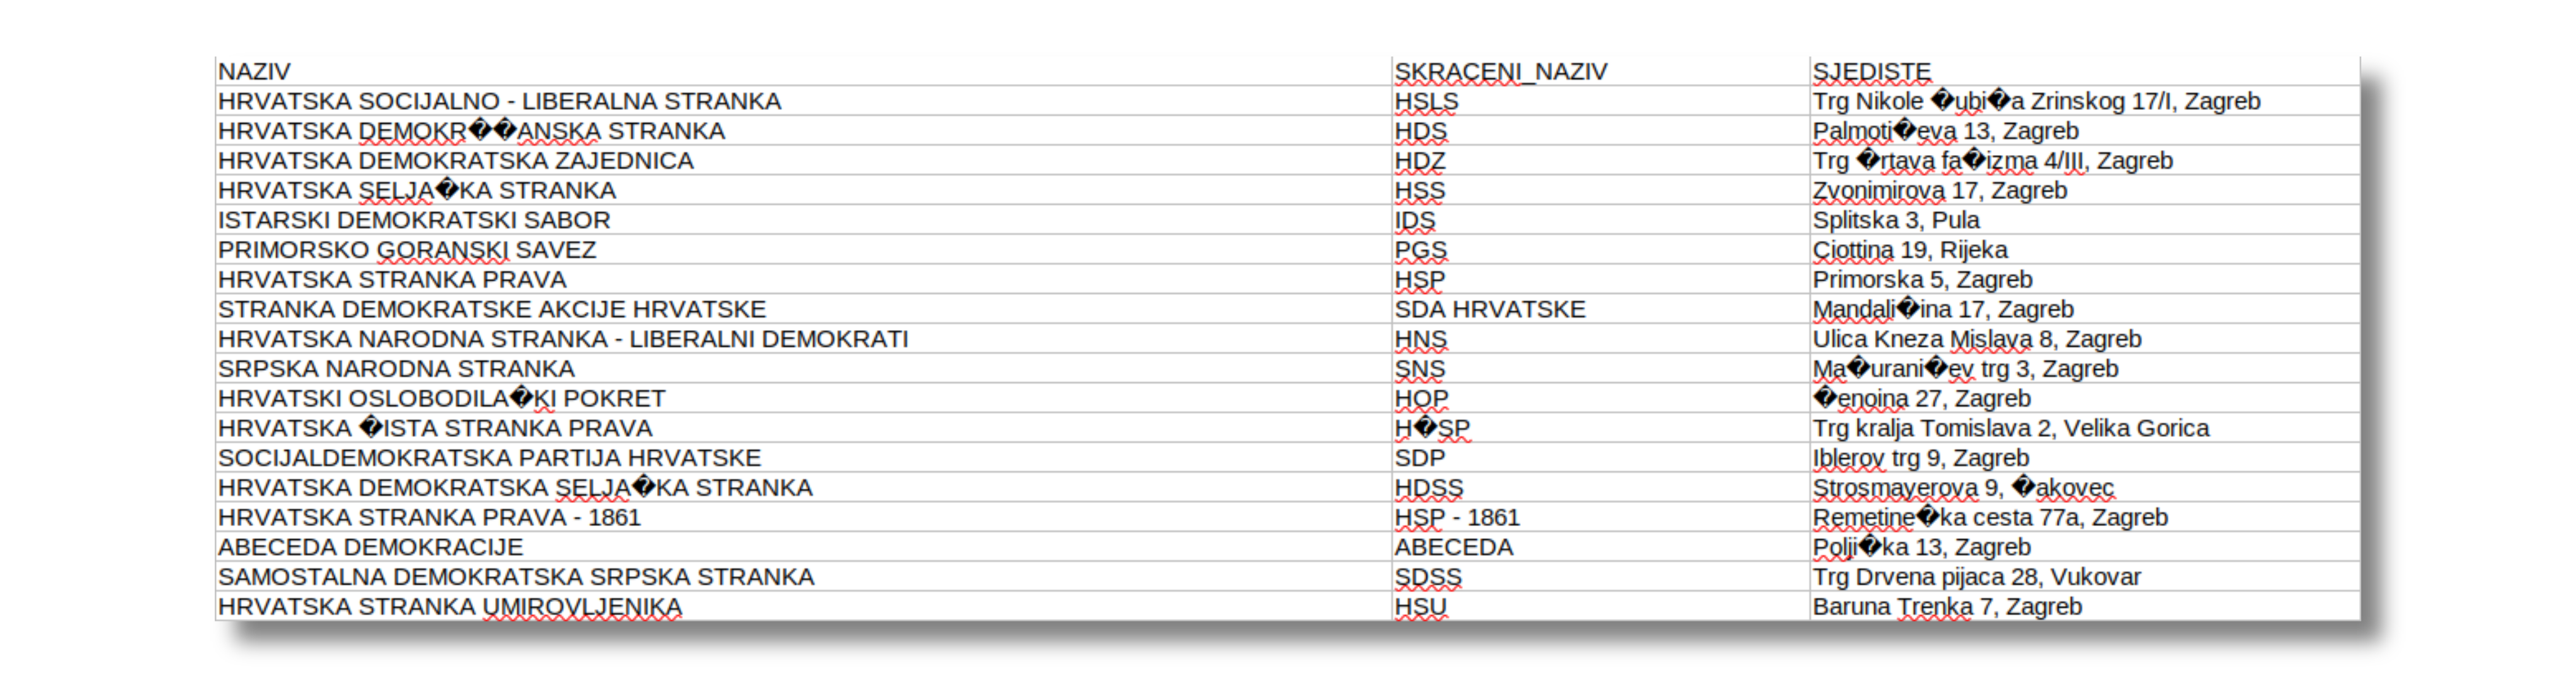 NAZIV SKRACENI_NAZIV SJEDISTE
HRVATSKA SOCIJALNO - LIBERALNA STRANKA HSLS Trg Nikole �ubi�a Zrinskog 17/I, Zagreb
HRVATSKA DEMOKR��ANSKA STRANKA HDS Palmoti�eva 13, Zagreb
HRVATSKA DEMOKRATSKA ZAJEDNICA HDZ Trg �rtava fa�izma 4/III, Zagreb
HRVATSKA SELJA�KA STRANKA HSS Zvonimirova 17, Zagreb
ISTARSKI DEMOKRATSKI SABOR IDS Splitska 3, Pula
PRIMORSKO GORANSKI SAVEZ PGS Ciottina 19, Rijeka
HRVATSKA STRANKA PRAVA HSP Primorska 5, Zagreb
STRANKA DEMOKRATSKE AKCIJE HRVATSKE SDA HRVATSKE Mandali�ina 17, Zagreb
HRVATSKA NARODNA STRANKA - LIBERALNI DEMOKRATI HNS Ulica Kneza Mislava 8, Zagreb
SRPSKA NARODNA STRANKA SNS Ma�urani�ev trg 3, Zagreb
HRVATSKI OSLOBODILA�KI POKRET HOP �enoina 27, Zagreb
HRVATSKA �ISTA STRANKA PRAVA H�SP Trg kralja Tomislava 2, Velika Gorica
SOCIJALDEMOKRATSKA PARTIJA HRVATSKE SDP Iblerov trg 9, Zagreb
HRVATSKA DEMOKRATSKA SELJA�KA STRANKA HDSS Strosmayerova 9, �akovec
HRVATSKA STRANKA PRAVA - 1861 HSP - 1861 Remetine�ka cesta 77a, Zagreb
ABECEDA DEMOKRACIJE ABECEDA Polji�ka 13, Zagreb
SAMOSTALNA DEMOKRATSKA SRPSKA STRANKA SDSS Trg Drvena pijaca 28, Vukovar
HRVATSKA STRANKA UMIROVLJENIKA HSU Baruna Trenka 7, Zagreb